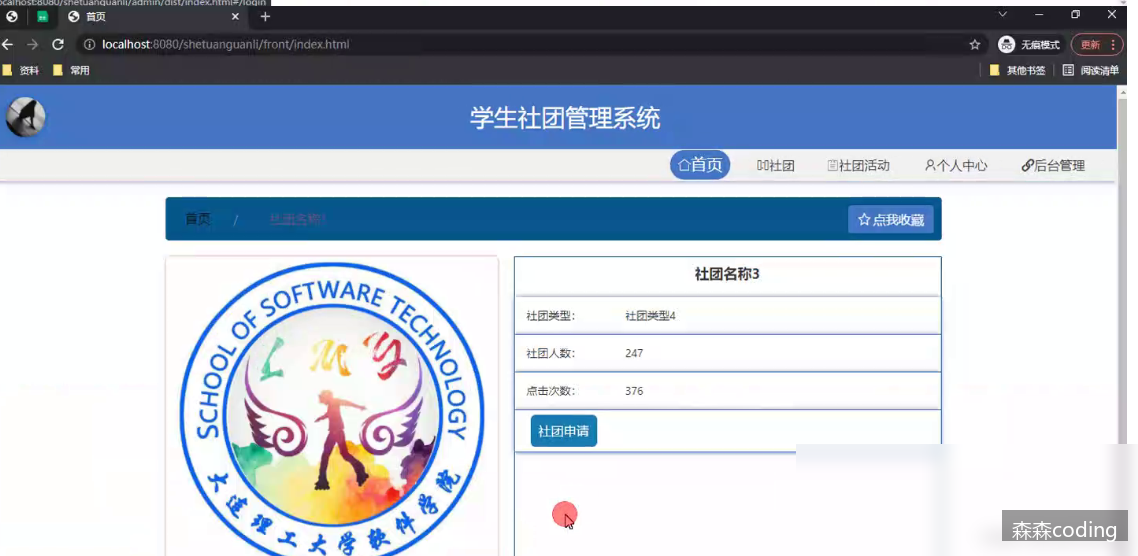 localhost:8080/shetuanguanli/admin/dist/index.html#/login
首页
localhost:8080/shetuanguanli/front/index.html
无痕模式
更新
资料
常用
其他书签
阅读清单
学生社团管理系统
首页
社团
社团活动
个人中心
后台管理
首页 / 社团名称3
点我收藏
SCHOOL OF SOFTWARE TECHNOLOGY
LMY
大连理工大学软件学院
社团名称3
社团类型： 社团类型4
社团人数： 247
点击次数： 376
社团申请
森森coding